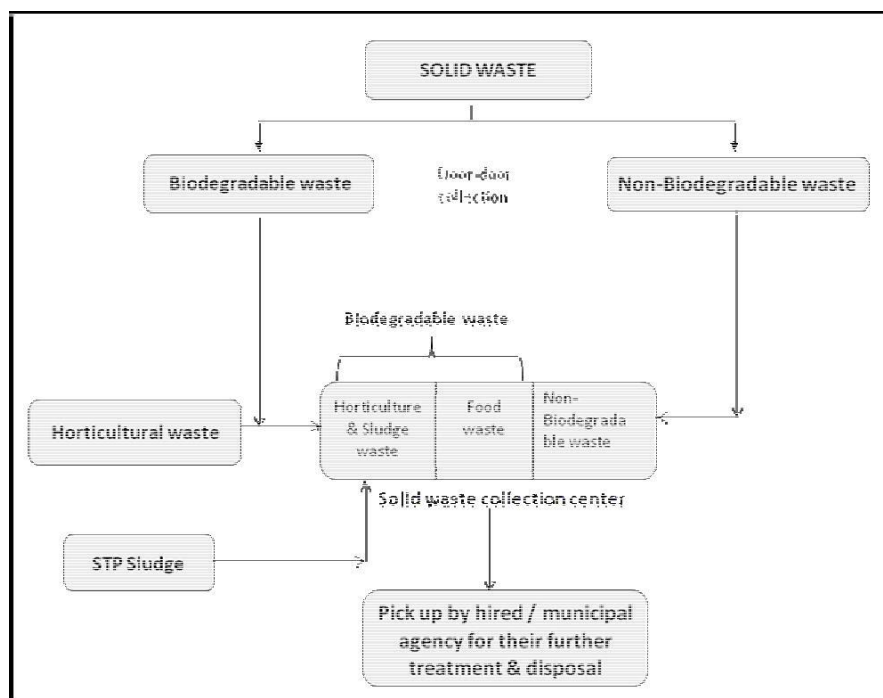 SOLID WASTE
Biodegradable waste
Door-door
collection
Non-Biodegradable waste
Biodegradable waste
Horticultural waste
Horticulture
& Sludge
waste
Food
waste
Non-
Biodegrada
ble waste
Solid waste collection center
STP Sludge
Pick up by hired / municipal
agency for their further
treatment & disposal